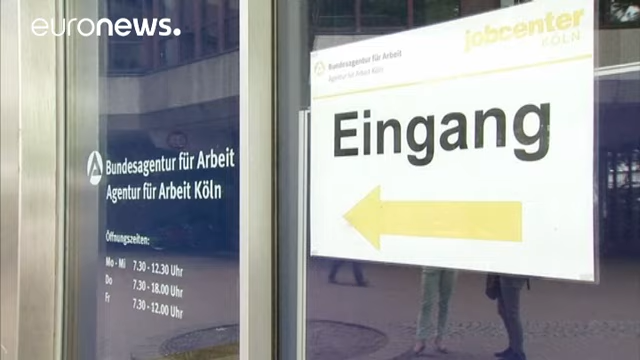 euronews.
Bundesagentur für Arbeit
Agentur für Arbeit Köln
Öffnungszeiten:
Mo - Mi 7.30 - 12.30 Uhr
Do 7.30 - 18.00 Uhr
Fr 7.30 - 12.00 Uhr
Bundesagentur für Arbeit
Agentur für Arbeit Köln
jobcenter
KÖLN
Eingang